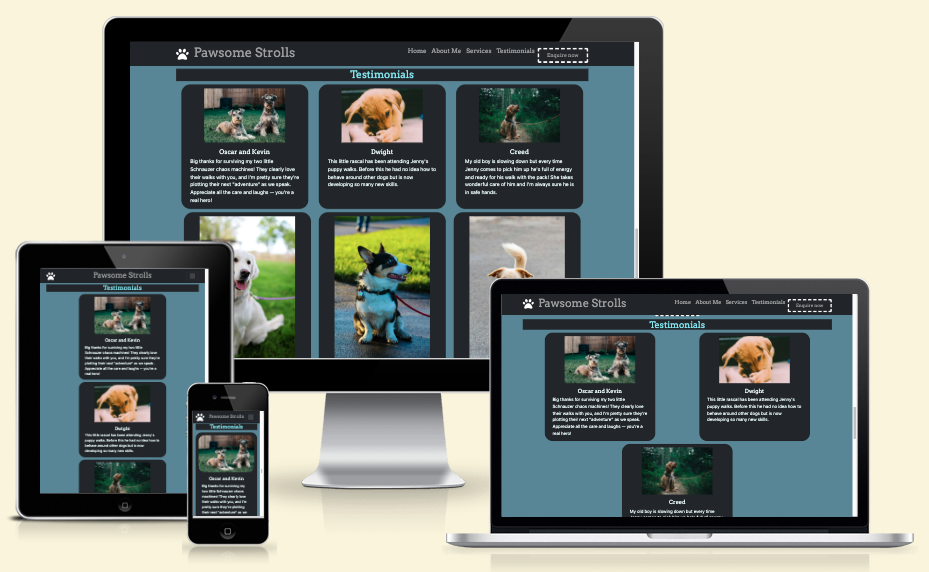 Pawsome Strolls
Home About Me Services Testimonials Enquire now
Testimonials
Oscar and Kevin
Big thanks for surviving my two little
Schnauzer chaos machines! They clearly love
their walks with you, and I'm pretty sure they're
plotting their next "adventure" as we speak.
Appreciate all the care and laughs — you're a
real hero!
Dwight
This little rascal has been attending Jenny's
puppy walks. Before this he had no idea how to
behave around other dogs but is now
developing so many new skills.
Creed
My old boy is slowing down but every time
Jenny comes to pick him up he's full of energy
and ready for his walk with the pack! She takes
wonderful care of him and I'm always sure he is
in safe hands.
Pawsome Strolls
Testimonials
Oscar and Kevin
Big thanks for surviving my two little
Schnauzer chaos machines! They clearly love
their walks with you, and I'm pretty sure they're
plotting their next "adventure" as we speak.
Appreciate all the care and laughs — you're a
real hero!
Dwight
This little rascal has been attending Jenny's
puppy walks. Before this he had no idea how to
behave around other dogs but is now
developing so many new skills.
Pawsome Strolls
Testimonials
Oscar and Kevin
Big thanks for surviving my
two little Schnauzer chaos
machines! They clearly love
their walks with you, and I'm
pretty sure they're plotting
their next "adventure" as we
Pawsome Strolls
Home About Me Services Testimonials Enquire now
Testimonials
Oscar and Kevin
Big thanks for surviving my two little
Schnauzer chaos machines! They clearly love
their walks with you, and I'm pretty sure they're
plotting their next "adventure" as we speak.
Appreciate all the care and laughs — you're a
real hero!
Dwight
This little rascal has been attending Jenny's
puppy walks. Before this he had no idea how to
behave around other dogs but is now
developing so many new skills.
Creed
My old boy is slowing down but every time